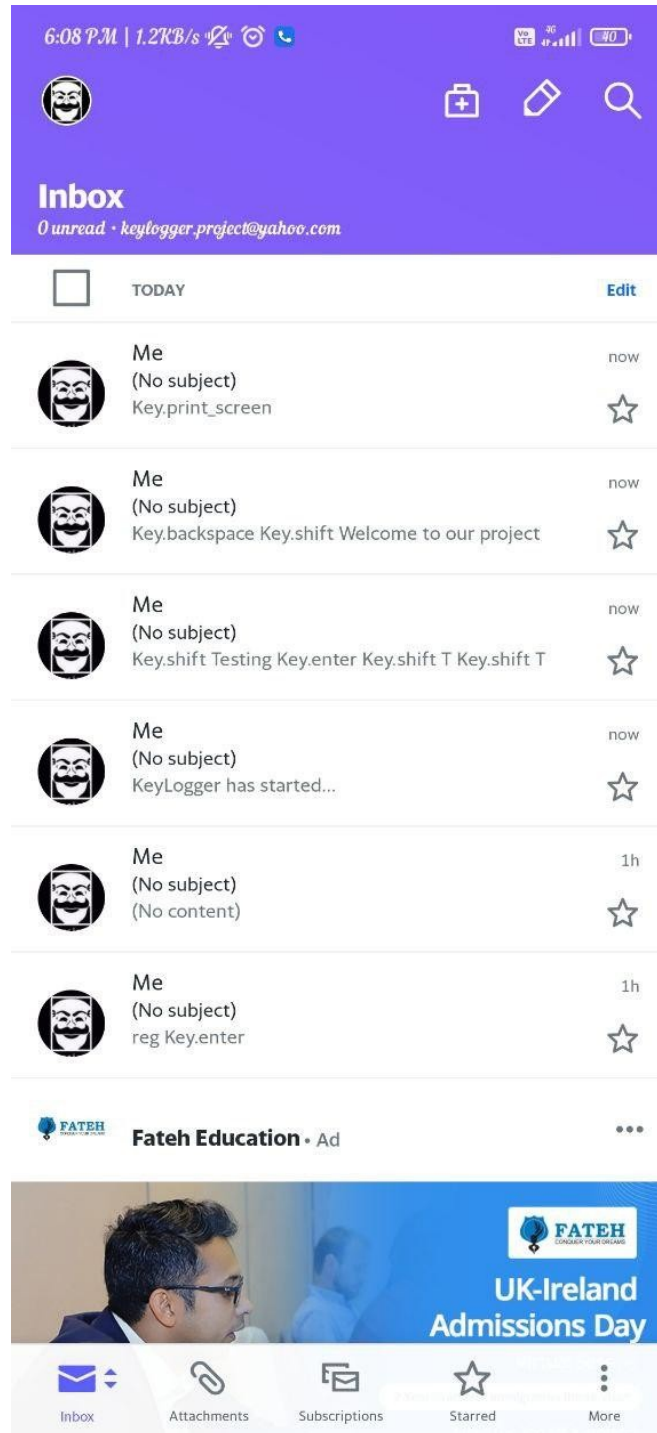 6:08 PM | 1.2KB/s
Vo LTE 4G 40
Inbox
0 unread • keylogger.project@yahoo.com
TODAY Edit
Me now
(No subject)
Key.print_screen
Me now
(No subject)
Key.backspace Key.shift Welcome to our project
Me now
(No subject)
Key.shift Testing Key.enter Key.shift T Key.shift T
Me now
(No subject)
KeyLogger has started...
Me 1h
(No subject)
(No content)
Me 1h
(No subject)
reg Key.enter
FATEH
Fateh Education • Ad
FATEH
CONQUER YOUR DREAMS
UK-Ireland
Admissions Day
Inbox Attachments Subscriptions Starred More